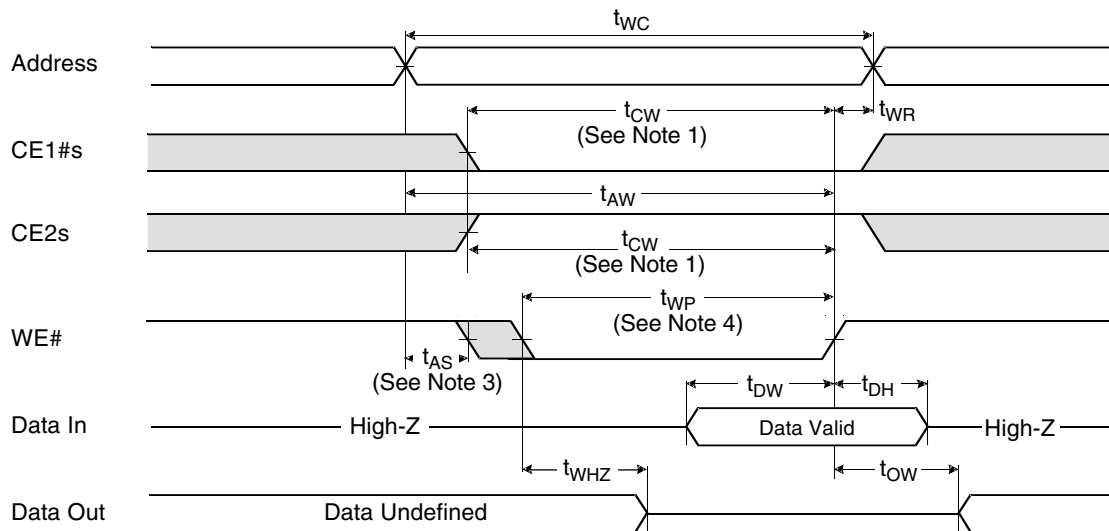 tWC
Address
tCW
(See Note 1)
tWR
CE1#s
tAW
CE2s
tCW
(See Note 1)
tWP
(See Note 4)
WE#
tAS
(See Note 3)
tDW
tDH
Data In
High-Z
Data Valid
High-Z
tWHZ
tOW
Data Out
Data Undefined